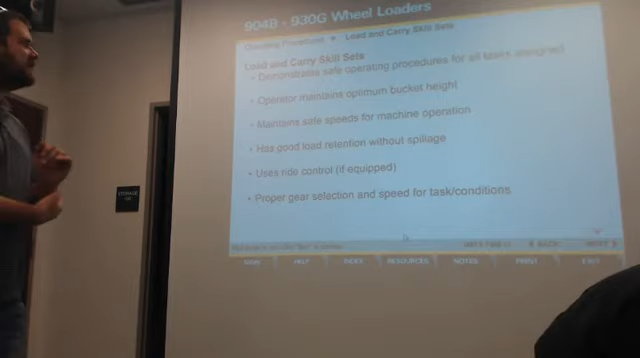 904B - 930G Wheel Loaders
Operating Procedures Load and Carry Skill Sets
Load and Carry Skill Sets
• Demonstrates safe operating procedures for all tasks assigned
• Operator maintains optimum bucket height
• Maintains safe speeds for machine operation
• Has good load retention without spillage
• Uses ride control (if equipped)
• Proper gear selection and speed for task/conditions
BACK NEXT
MAIN HELP INDEX RESOURCES NOTES PRINT EXIT
STORAGE